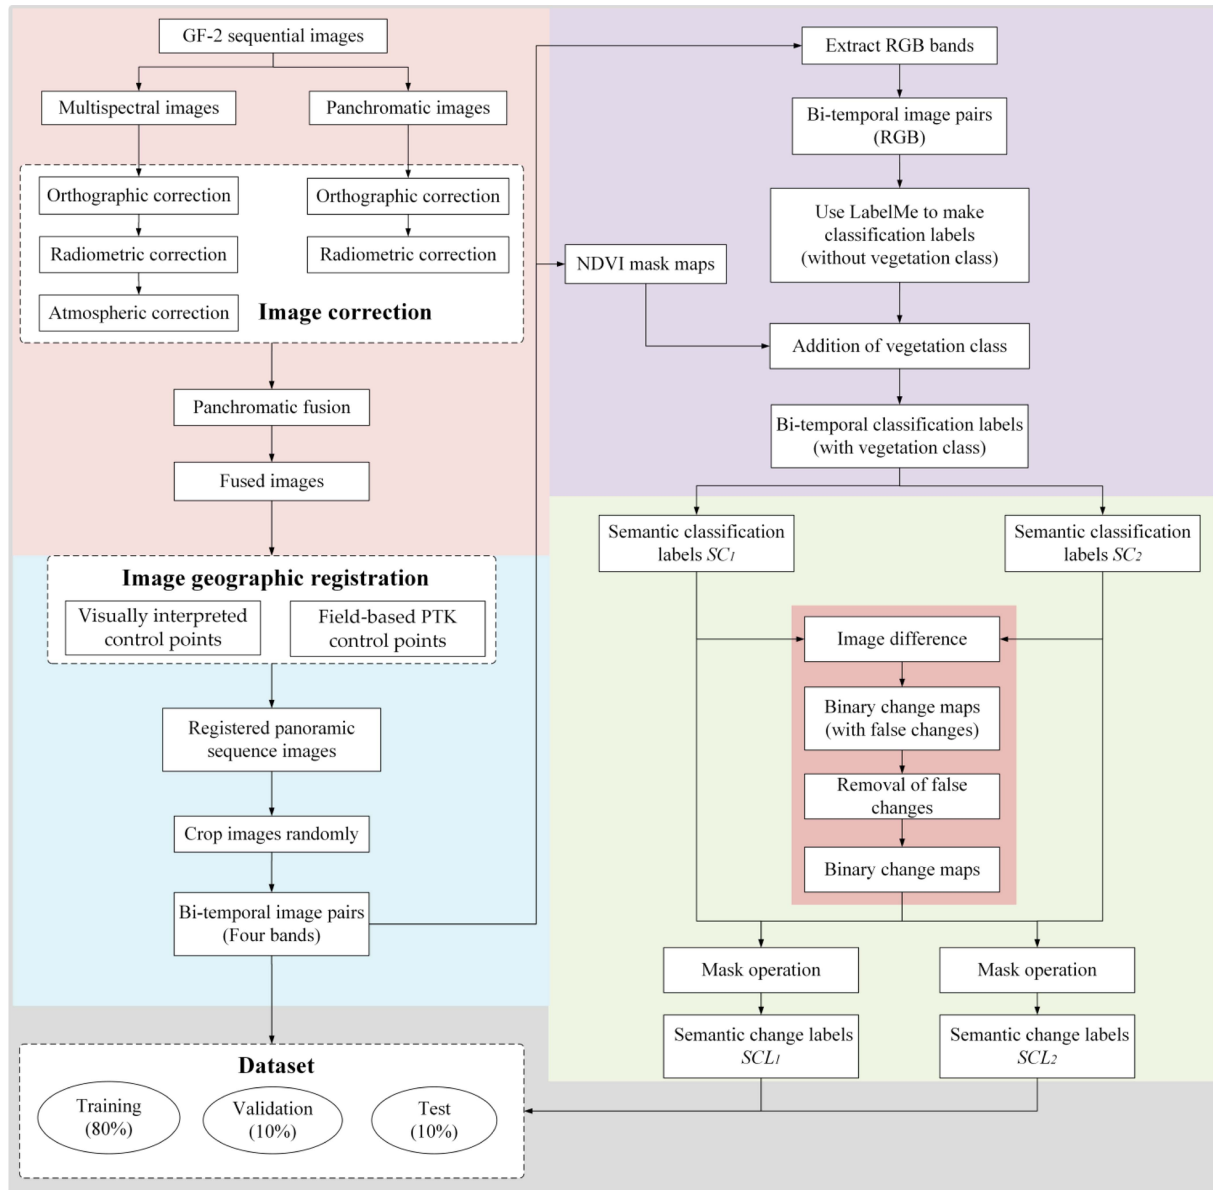 GF-2 sequential images
Multispectral images
Panchromatic images
Orthographic correction
Radiometric correction
Atmospheric correction
Orthographic correction
Radiometric correction
Image correction
Panchromatic fusion
Fused images
Image geographic registration
Visually interpreted
control points
Field-based PTK
control points
Registered panoramic
sequence images
Crop images randomly
Bi-temporal image pairs
(Four bands)
Extract RGB bands
Bi-temporal image pairs
(RGB)
Use LabelMe to make
classification labels
(without vegetation class)
NDVI mask maps
Addition of vegetation class
Bi-temporal classification labels
(with vegetation class)
Semantic classification
labels SC1
Semantic classification
labels SC2
Image difference
Binary change maps
(with false changes)
Removal of false
changes
Binary change maps
Mask operation
Mask operation
Semantic change labels
SCL1
Semantic change labels
SCL2
Dataset
Training
(80%)
Validation
(10%)
Test
(10%)